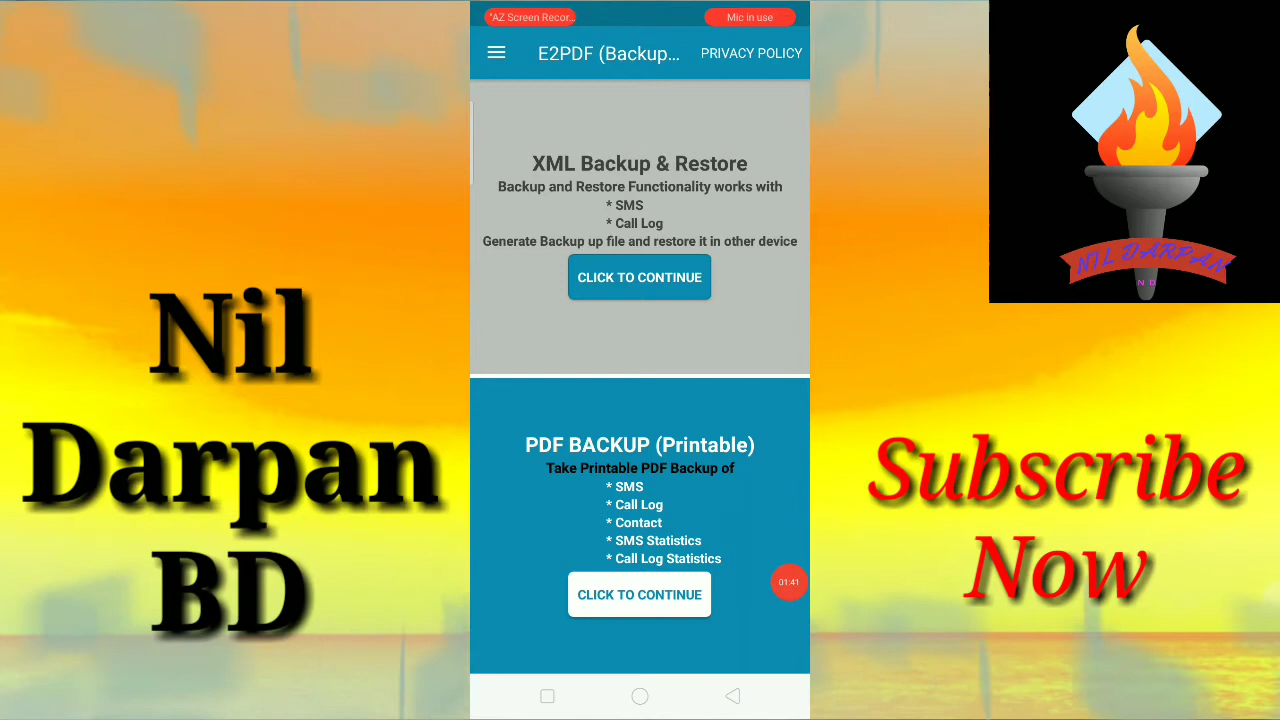 "AZ Screen Recor...
Mic in use
E2PDF (Backup...
PRIVACY POLICY
XML Backup & Restore
Backup and Restore Functionality works with
* SMS
* Call Log
Generate Backup up file and restore it in other device
CLICK TO CONTINUE
PDF BACKUP (Printable)
Take Printable PDF Backup of
* SMS
* Call Log
* Contact
* SMS Statistics
* Call Log Statistics
CLICK TO CONTINUE
01:41
Nil
Darpan
BD
NIL DARPAN
N D
Subscribe
Now